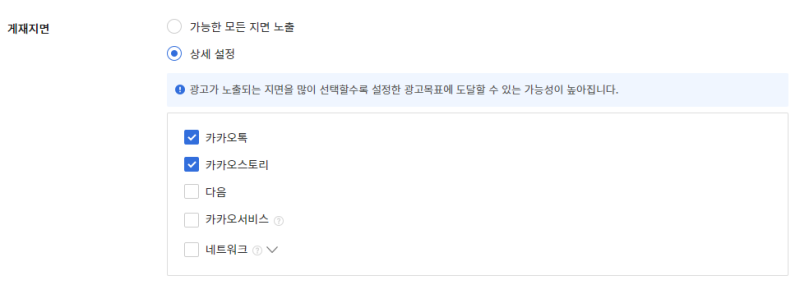 게재지면
가능한 모든 지면 노출
상세 설정
광고가 노출되는 지면을 많이 선택할수록 설정한 광고목표에 도달할 수 있는 가능성이 높아집니다.
카카오톡
카카오스토리
다음
카카오서비스 ?
네트워크 ?